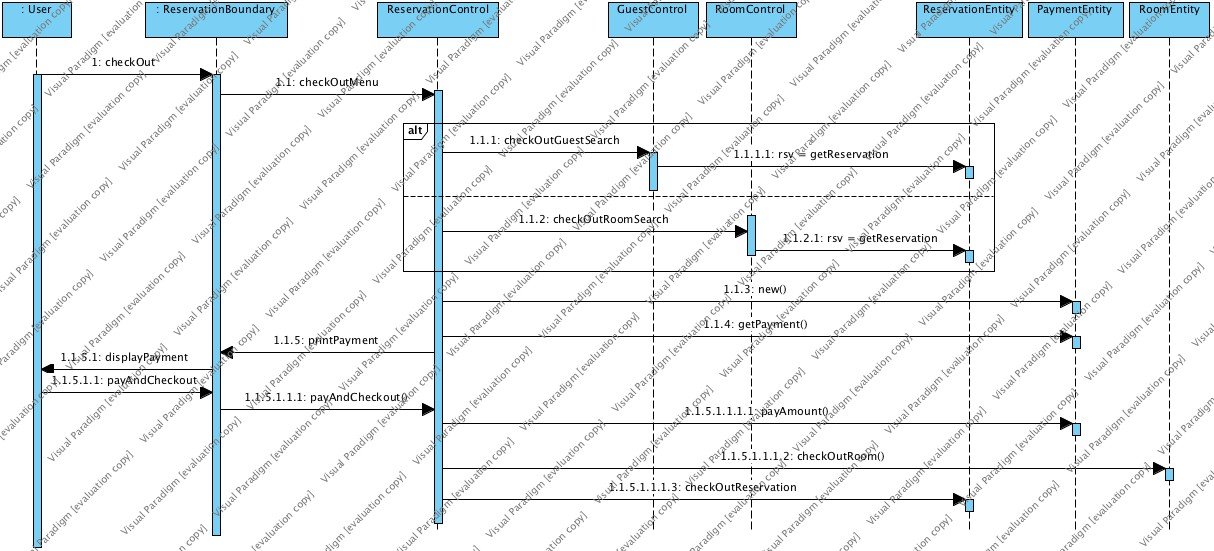 : User
: ReservationBoundary
ReservationControl
GuestControl
RoomControl
ReservationEntity
PaymentEntity
RoomEntity
1: checkOut
1.1: checkOutMenu
alt
1.1.1: checkOutGuestSearch
1.1.1.1: rsv = getReservation
1.1.2: checkOutRoomSearch
1.1.2.1: rsv = getReservation
1.1.3: new()
1.1.4: getPayment()
1.1.5: printPayment
1.1.5.1: displayPayment
1.1.5.1.1: payAndCheckout
1.1.5.1.1.1: payAndCheckout()
1.1.5.1.1.1.1: payAmount()
1.1.5.1.1.1.2: checkOutRoom()
1.1.5.1.1.1.3: checkOutReservation
Visual Paradigm [evaluation copy]